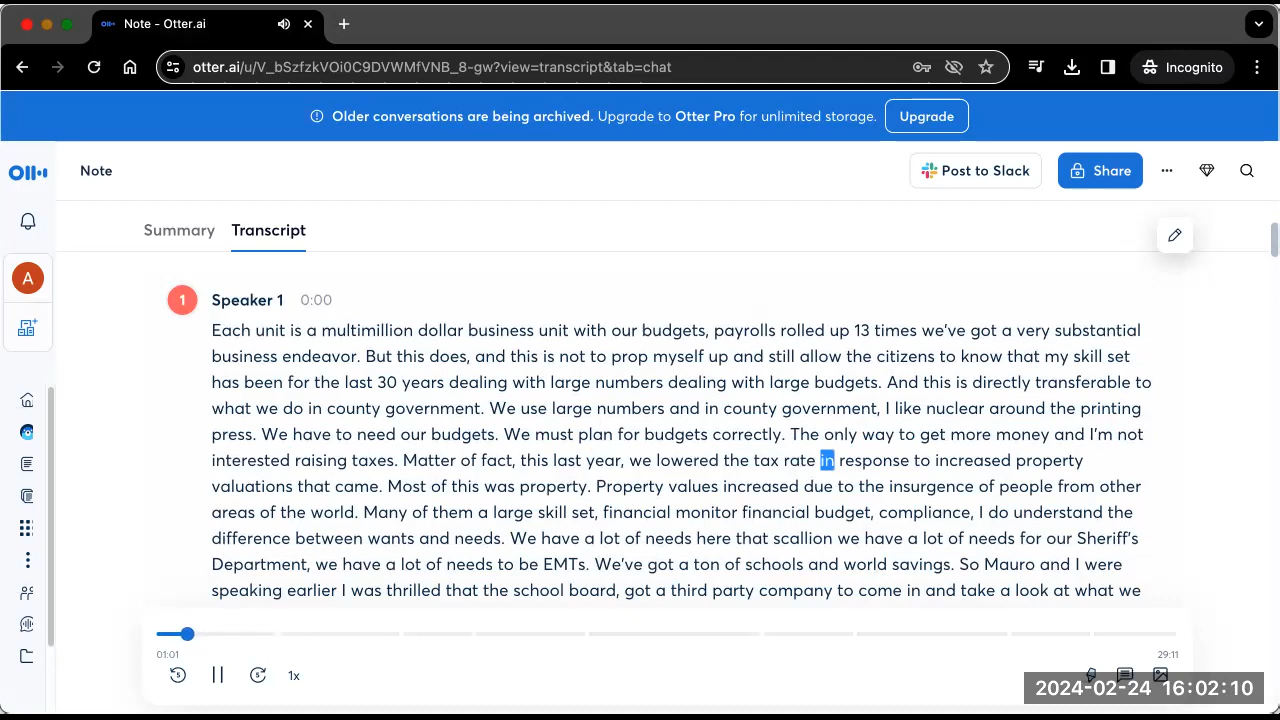 Note - Otter.ai
otter.ai/u/V_bSzfzkVOi0C9DVWMfVNB_8-gw?view=transcript&tab=chat
Incognito
Older conversations are being archived. Upgrade to Otter Pro for unlimited storage.
Upgrade
Note
Post to Slack
Share
Summary
Transcript
A
1
Speaker 1 0:00
Each unit is a multimillion dollar business unit with our budgets, payrolls rolled up 13 times we've got a very substantial
business endeavor. But this does, and this is not to prop myself up and still allow the citizens to know that my skill set
has been for the last 30 years dealing with large numbers dealing with large budgets. And this is directly transferable to
what we do in county government. We use large numbers and in county government, I like nuclear around the printing
press. We have to need our budgets. We must plan for budgets correctly. The only way to get more money and I'm not
interested raising taxes. Matter of fact, this last year, we lowered the tax rate in response to increased property
valuations that came. Most of this was property. Property values increased due to the insurgence of people from other
areas of the world. Many of them a large skill set, financial monitor financial budget, compliance, I do understand the
difference between wants and needs. We have a lot of needs here that scallion we have a lot of needs for our Sheriff's
Department, we have a lot of needs to be EMTs. We've got a ton of schools and world savings. So Mauro and I were
speaking earlier I was thrilled that the school board, got a third party company to come in and take a look at what we
01:01
29:11
5
5
1x
2024-02-24 16:02:10